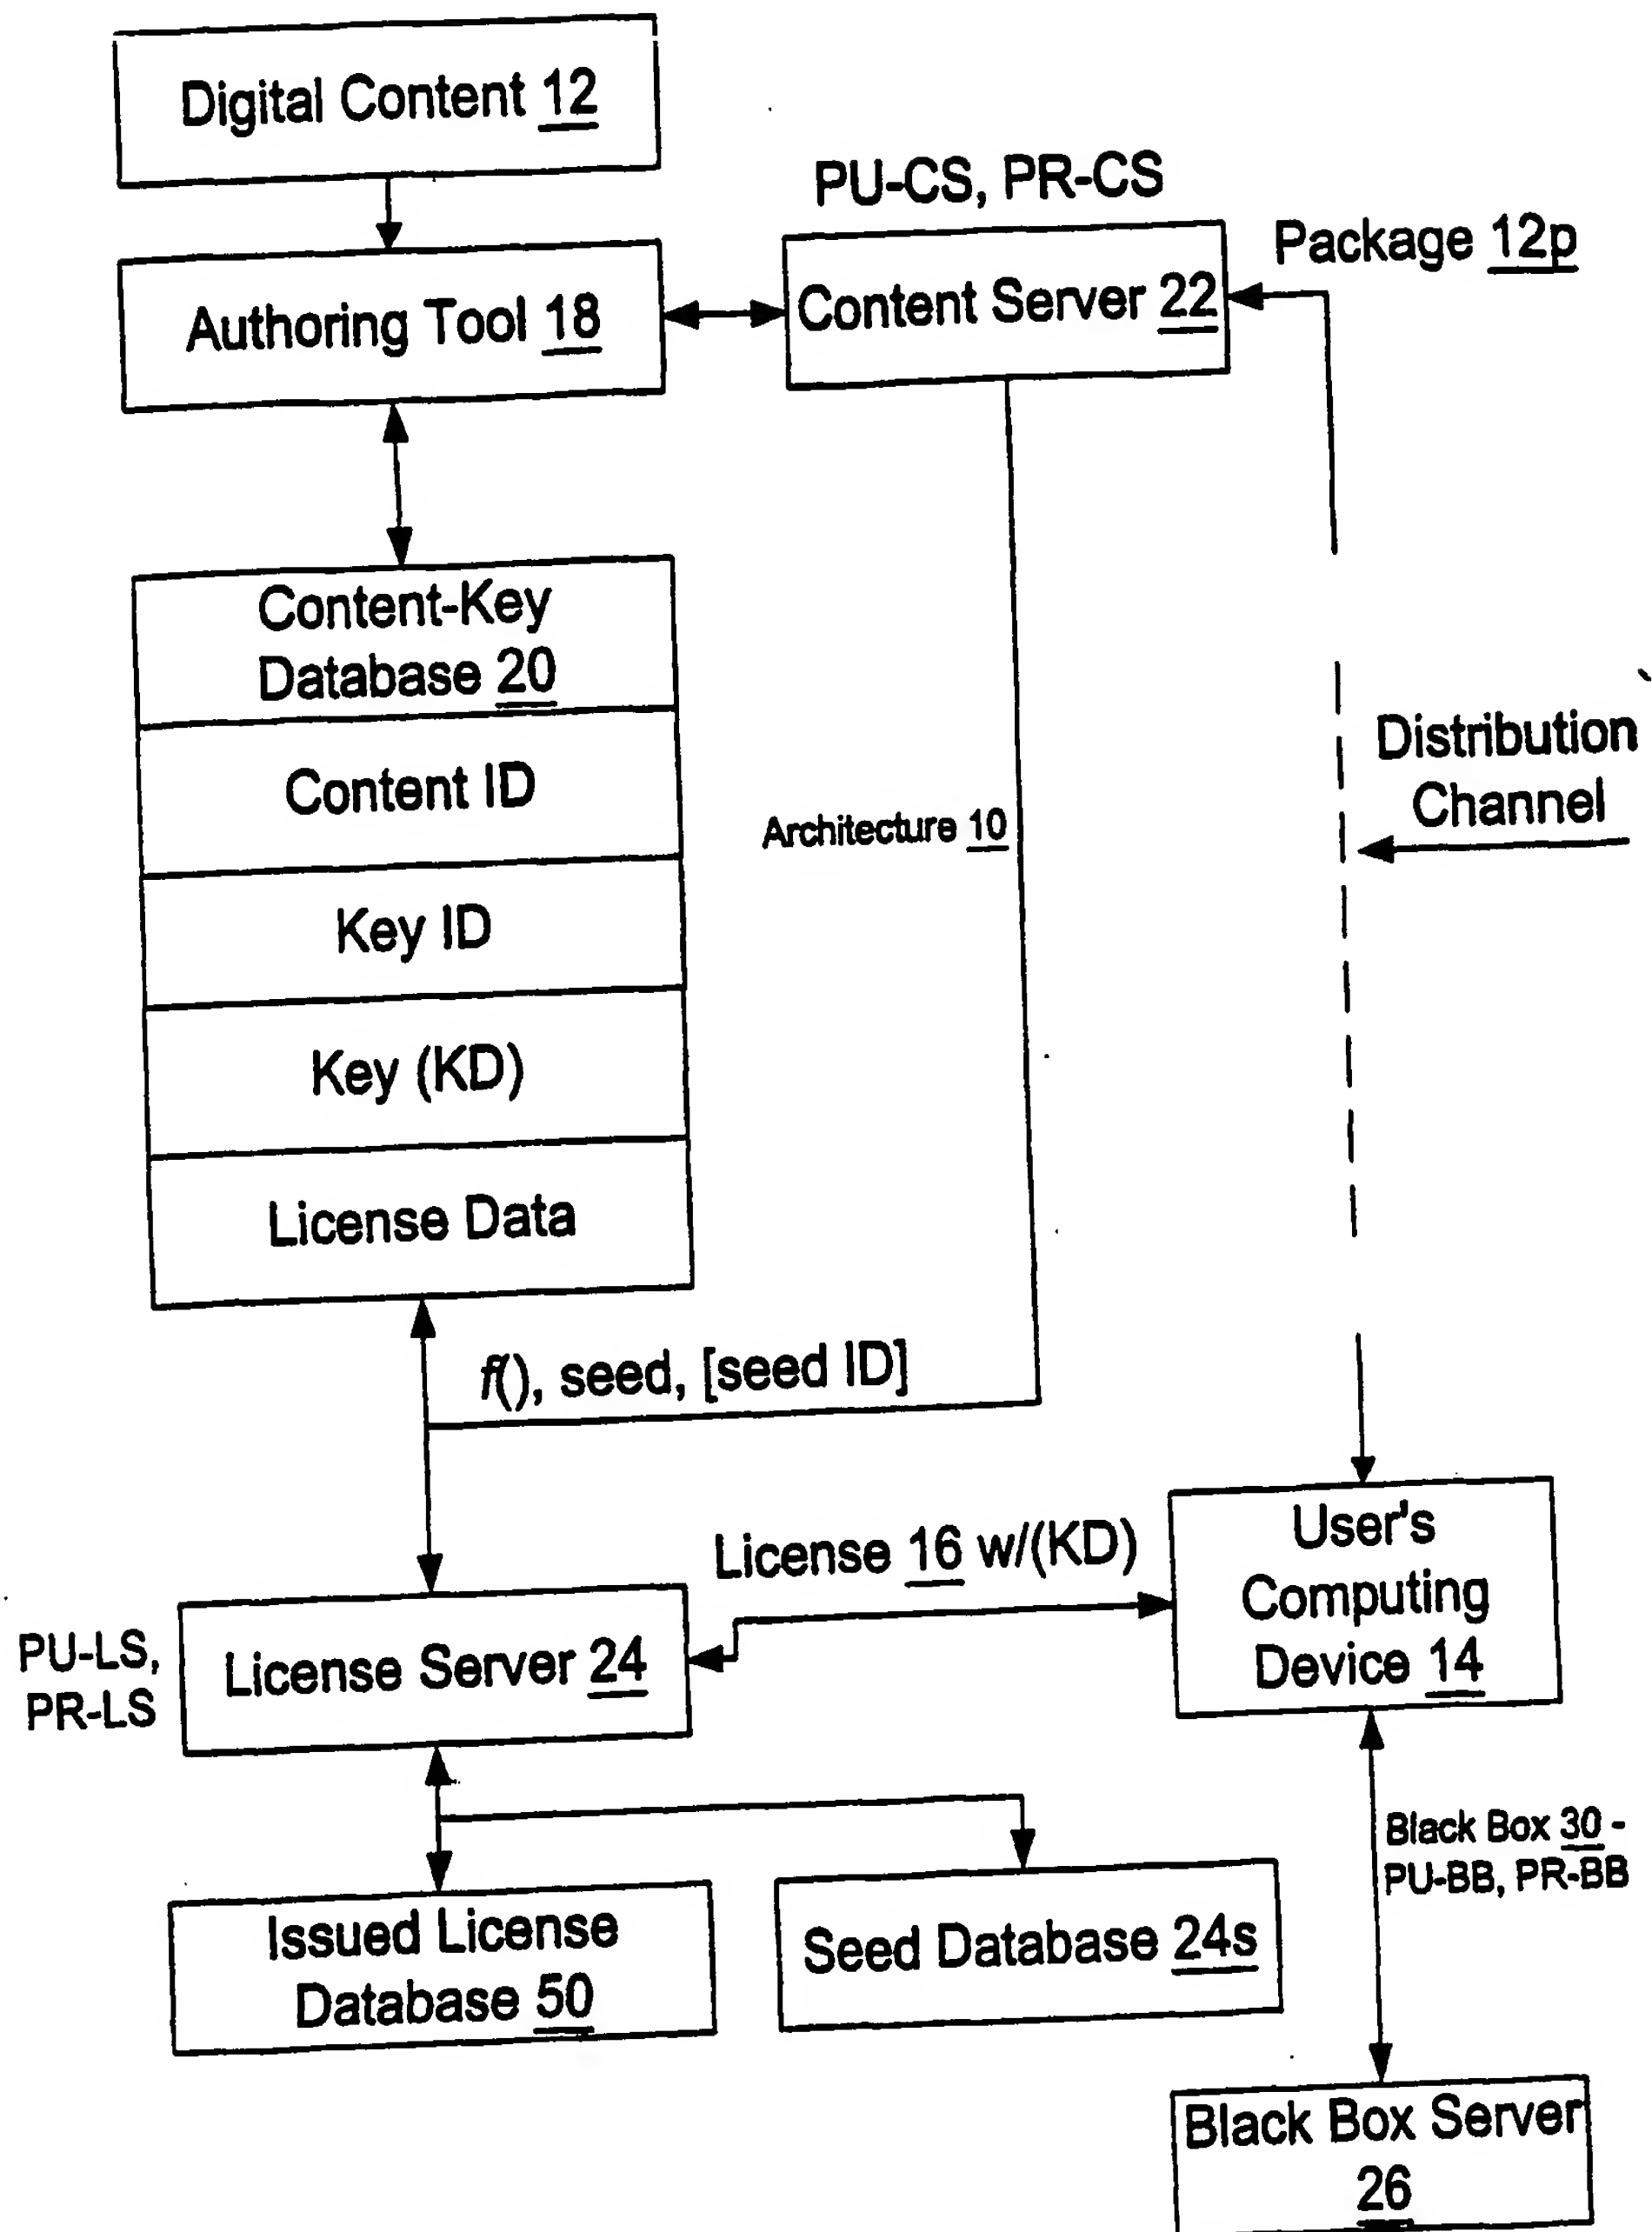 Digital Content 12
PU-CS, PR-CS
Package 12p
Authoring Tool 18
Content Server 22
Content-Key
Database 20
Content ID
Key ID
Key (KD)
License Data
Architecture 10
Distribution
Channel
f(), seed, [seed ID]
License 16 w/(KD)
User's
Computing
Device 14
PU-LS,
PR-LS
License Server 24
Black Box 30 -
PU-BB, PR-BB
Issued License
Database 50
Seed Database 24s
Black Box Server
26